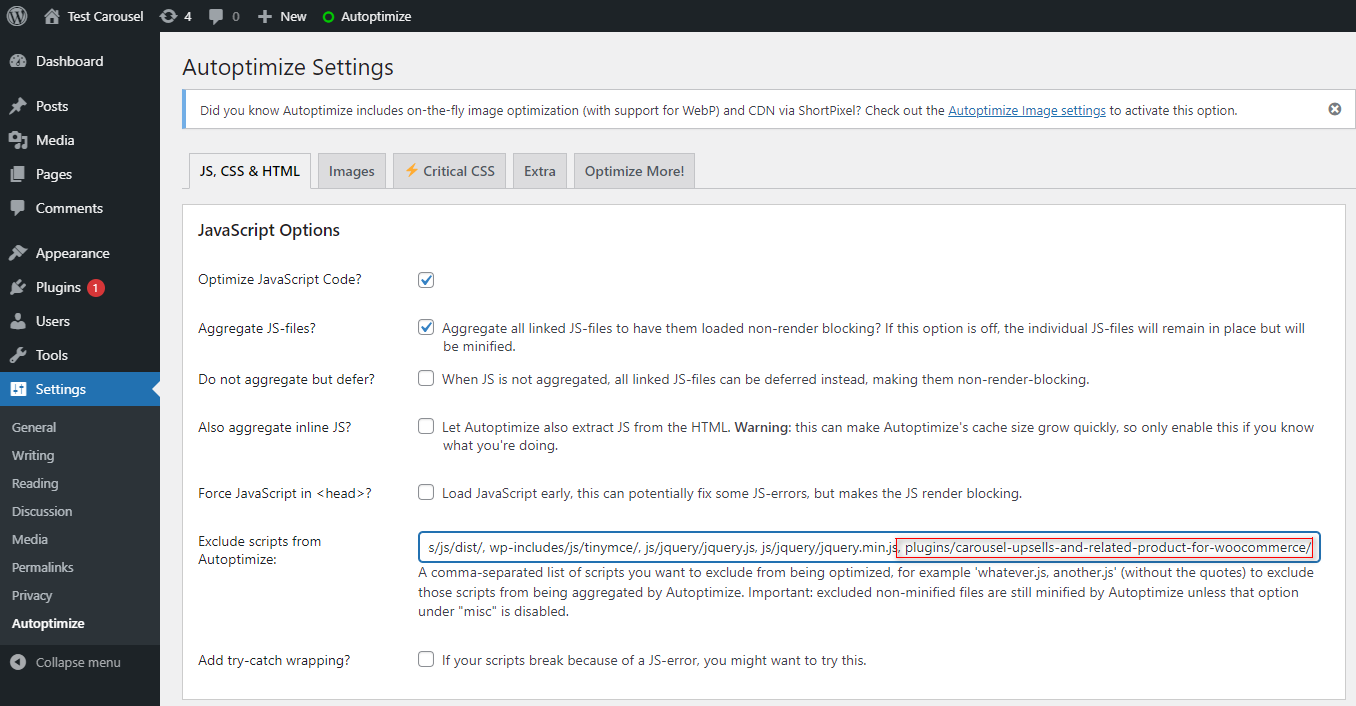 Test Carousel 4 0 New Autoptimize
Dashboard
Posts
Media
Pages
Comments
Appearance
Plugins 1
Users
Tools
Settings
General
Writing
Reading
Discussion
Media
Permalinks
Privacy
Autoptimize
Collapse menu
Autoptimize Settings
Did you know Autoptimize includes on-the-fly image optimization (with support for WebP) and CDN via ShortPixel? Check out the Autoptimize Image settings to activate this option.
JS, CSS & HTML Images ⚡ Critical CSS Extra Optimize More!
JavaScript Options
Optimize JavaScript Code?
Aggregate JS-files? Aggregate all linked JS-files to have them loaded non-render blocking? If this option is off, the individual JS-files will remain in place but will
be minified.
Do not aggregate but defer? When JS is not aggregated, all linked JS-files can be deferred instead, making them non-render-blocking.
Also aggregate inline JS? Let Autoptimize also extract JS from the HTML. Warning: this can make Autoptimize's cache size grow quickly, so only enable this if you know
what you're doing.
Force JavaScript in <head>? Load JavaScript early, this can potentially fix some JS-errors, but makes the JS render blocking.
Exclude scripts from
Autoptimize:
s/js/dist/, wp-includes/js/tinymce/, js/jquery/jquery.js, js/jquery/jquery.min.js, plugins/carousel-upsells-and-related-product-for-woocommerce/
A comma-separated list of scripts you want to exclude from being optimized, for example 'whatever.js, another.js' (without the quotes) to exclude
those scripts from being aggregated by Autoptimize. Important: excluded non-minified files are still minified by Autoptimize unless that option
under "misc" is disabled.
Add try-catch wrapping? If your scripts break because of a JS-error, you might want to try this.